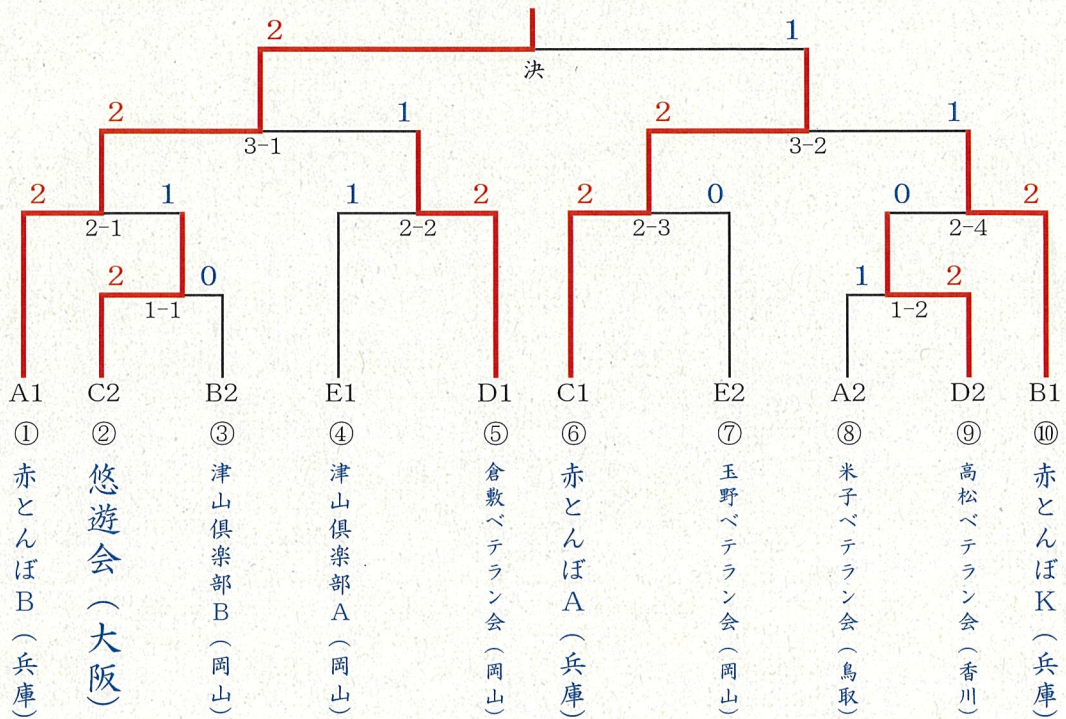 2 1
決
2 1 2 1
3-1 3-2
2 1 1 2 2 0 0 2
2-1 2-2 2-3 2-4
2 0 1 2
1-1 1-2
A1 C2 B2 E1 D1 C1 E2 A2 D2 B1
① ② ③ ④ ⑤ ⑥ ⑦ ⑧ ⑨ ⑩
赤とんぼB(兵庫)
悠遊会(大阪)
津山倶楽部B(岡山)
津山倶楽部A(岡山)
倉敷ベテラン会(岡山)
赤とんぼA(兵庫)
玉野ベテラン会(岡山)
米子ベテラン会(鳥取)
高松ベテラン会(香川)
赤とんぼK(兵庫)